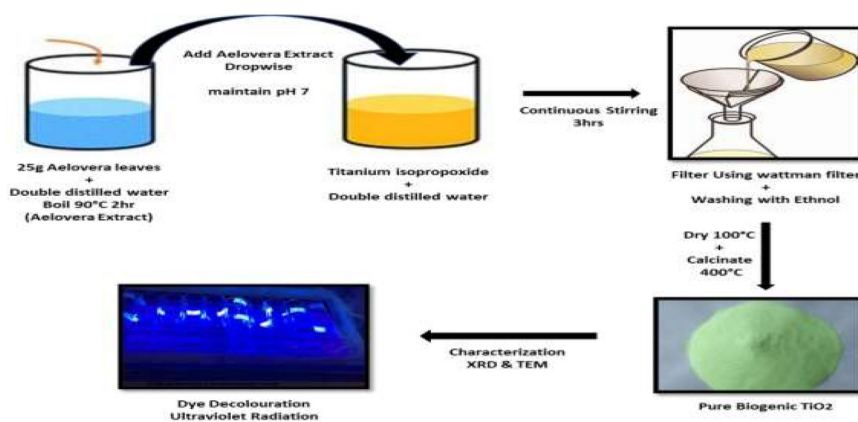 Add Aelovera Extract
Dropwise
maintain pH 7
25g Aelovera leaves
+
Double distilled water
Boil 90°C 2hr
(Aelovera Extract)
Titanium isopropoxide
+
Double distilled water
Continuous Stirring
3hrs
Filter Using wattman filter
+
Washing with Ethnol
Dry 100°C
+
Calcinate
400°C
Pure Biogenic TiO2
Characterization
XRD & TEM
Dye Decolouration
Ultraviolet Radiation